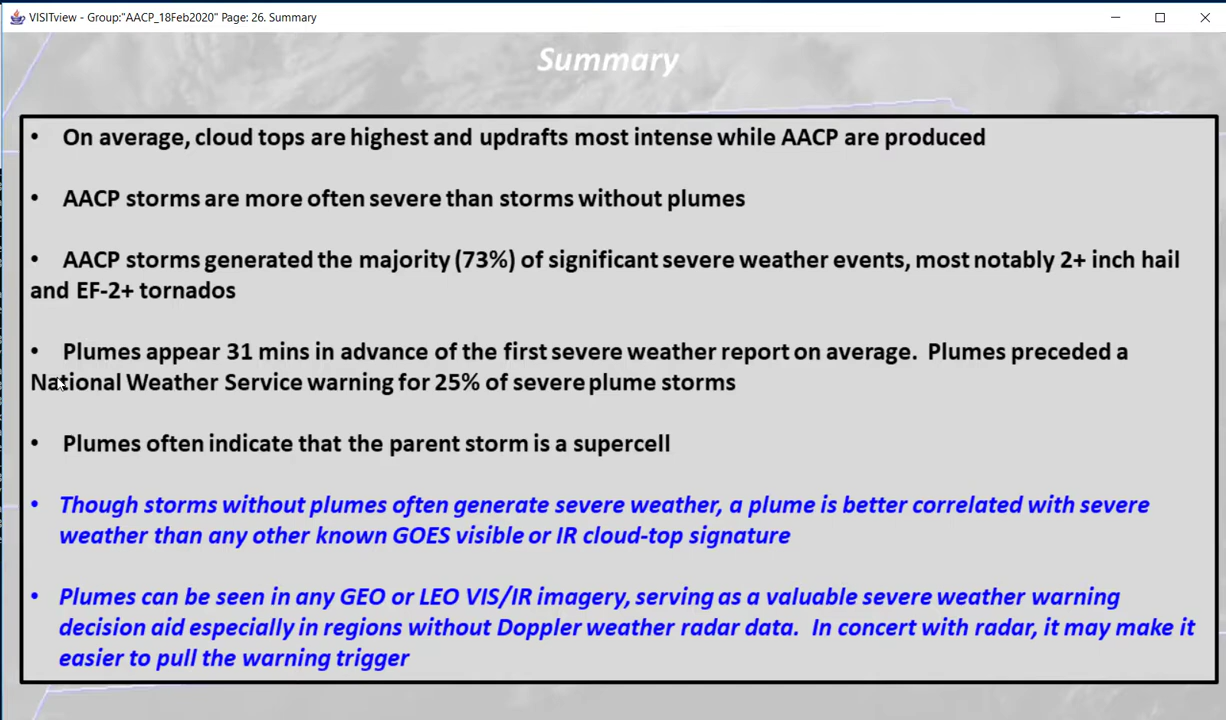 VISITview - Group:"AACP_18Feb2020" Page: 26. Summary
Summary
• On average, cloud tops are highest and updrafts most intense while AACP are produced
• AACP storms are more often severe than storms without plumes
• AACP storms generated the majority (73%) of significant severe weather events, most notably 2+ inch hail
and EF-2+ tornados
• Plumes appear 31 mins in advance of the first severe weather report on average. Plumes preceded a
National Weather Service warning for 25% of severe plume storms
• Plumes often indicate that the parent storm is a supercell
• Though storms without plumes often generate severe weather, a plume is better correlated with severe
weather than any other known GOES visible or IR cloud-top signature
• Plumes can be seen in any GEO or LEO VIS/IR imagery, serving as a valuable severe weather warning
decision aid especially in regions without Doppler weather radar data. In concert with radar, it may make it
easier to pull the warning trigger